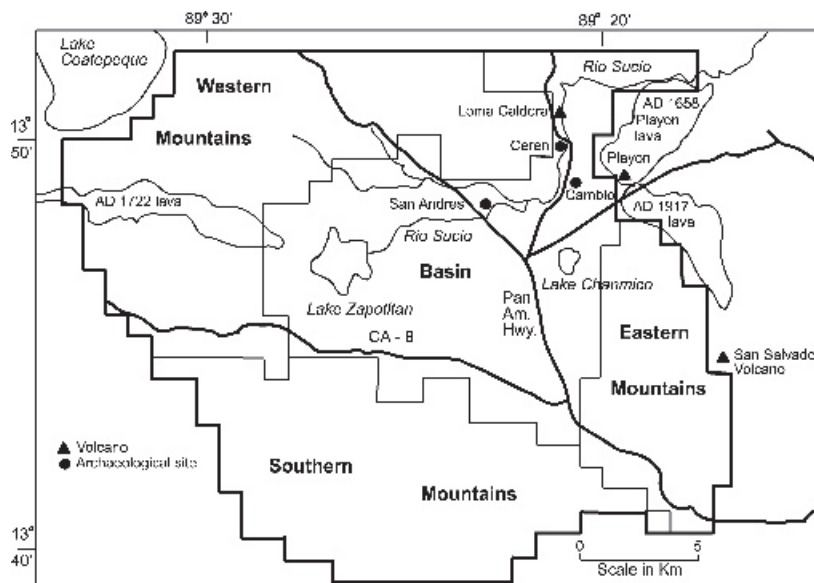 89° 30'
89° 20'
Lake
Coatepeque
Western
Mountains
Rio Sucio
Loma Caldera
AD 1658
Playon
lava
13°
50'
Ceren
Playon
Cambio
AD 1722 lava
San Andres
AD 1917
lava
Rio Sucio
Basin
Lake Chanmico
Lake Zapotitan
Pan
Am.
Hwy.
CA - 8
Eastern
Mountains
San Salvado
Volcano
Volcano
Archaeological site
Southern
Mountains
13°
40'
0 5
Scale in Km